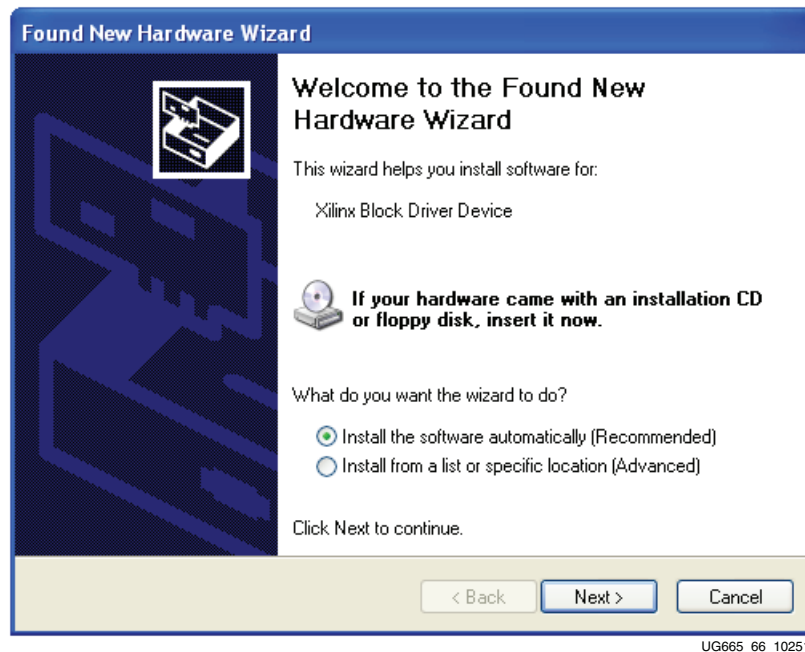 Found New Hardware Wizard
Welcome to the Found New
Hardware Wizard
This wizard helps you install software for:
Xilinx Block Driver Device
If your hardware came with an installation CD
or floppy disk, insert it now.
What do you want the wizard to do?
Install the software automatically (Recommended)
Install from a list or specific location (Advanced)
Click Next to continue.
< Back Next > Cancel
UG665_66_1025